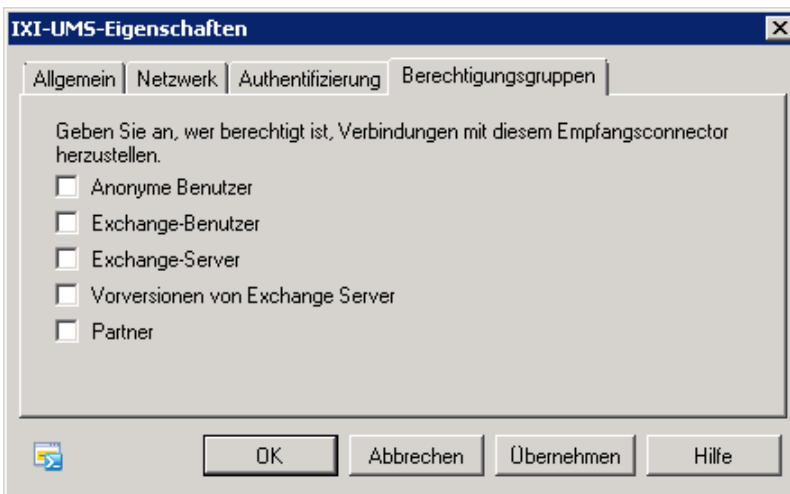 IXI-UMS-Eigenschaften
Allgemein Netzwerk Authentifizierung Berechtigungsgruppen
Geben Sie an, wer berechtigt ist, Verbindungen mit diesem Empfangsconnector
herzustellen.
Anonyme Benutzer
Exchange-Benutzer
Exchange-Server
Vorversionen von Exchange Server
Partner
OK Abbrechen Übernehmen Hilfe